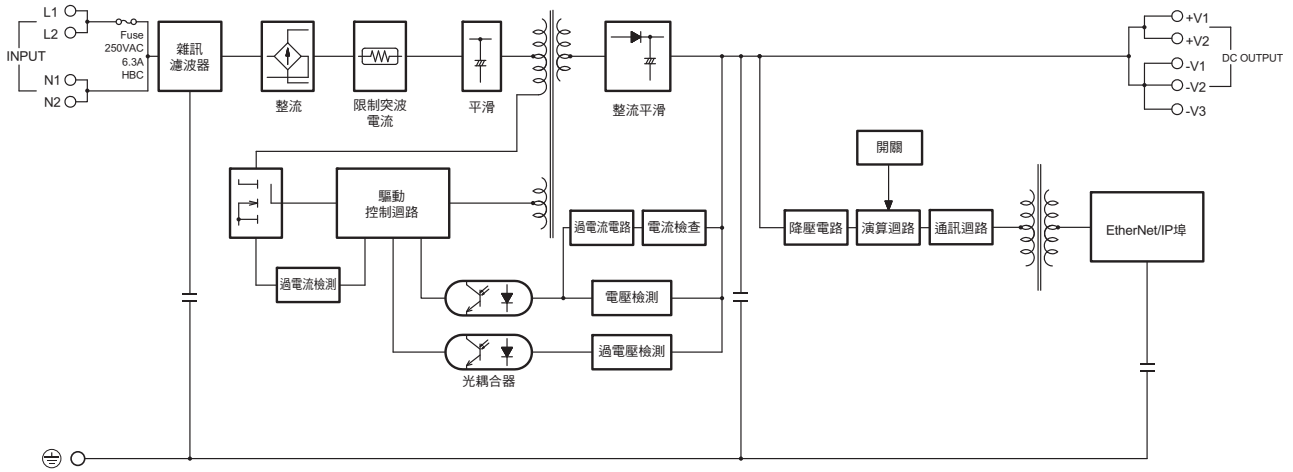 L1
L2
INPUT
N1
N2
Fuse
250VAC
6.3A
HBC
雜訊
濾波器
整流
限制突波
電流
平滑
整流平滑
+V1
+V2
DC OUTPUT
-V1
-V2
-V3
開關
驅動
控制迴路
過電流電路
電流檢查
降壓電路
演算迴路
通訊迴路
EtherNet/IP埠
過電流檢測
電壓檢測
過電壓檢測
光耦合器